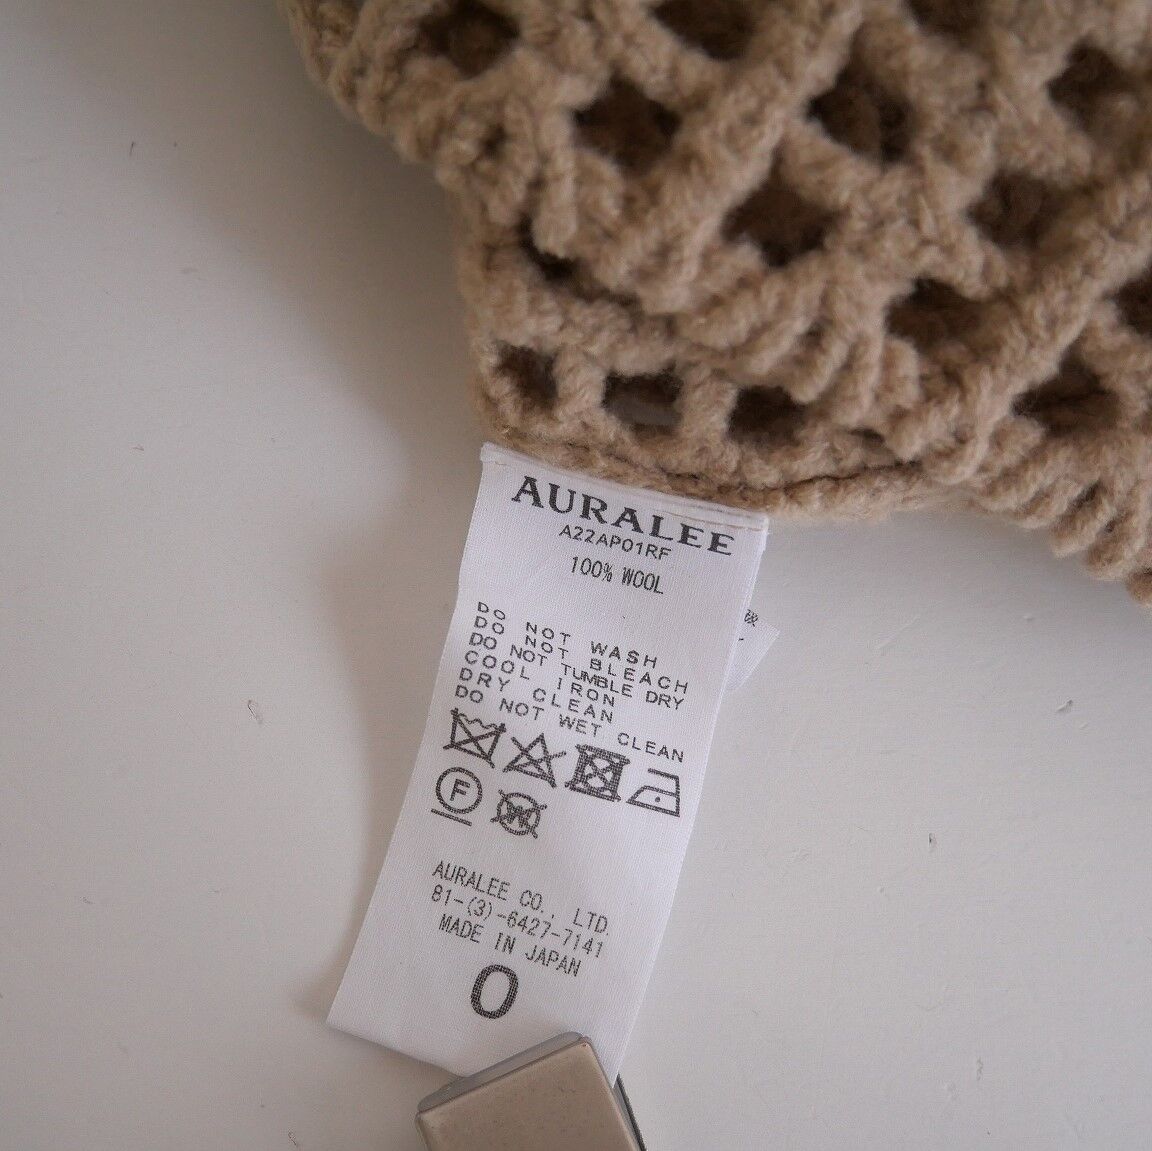 AURALEE
A22AP01RF
100% WOOL
DO NOT WASH
DO NOT BLEACH
DO NOT TUMBLE DRY
COOL IRON
DRY CLEAN
DO NOT WET CLEAN
F
W
AURALEE CO., LTD.
81-(3)-6427-7141
MADE IN JAPAN
0